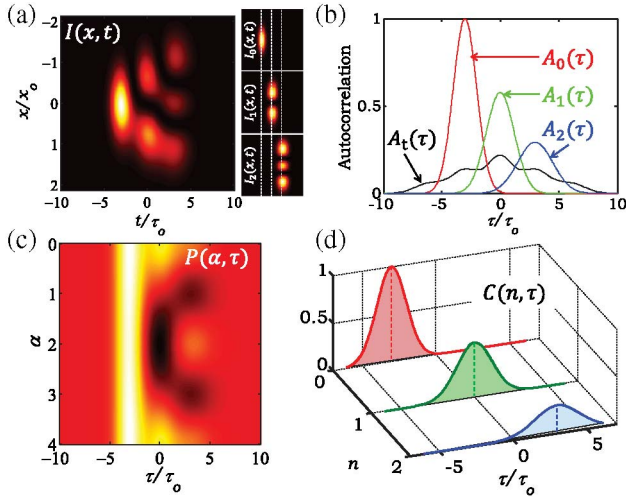 (a)
I(x,t)
x/x_o
-2
-1
0
1
2
-10
-5
0
5
10
t/τ_o
I_0(x,t)
I_1(x,t)
I_2(x,t)
(b)
Autocorrelation
1
0.5
0
A_0(τ)
A_1(τ)
A_2(τ)
A_t(τ)
-10
-5
0
5
10
τ/τ_o
(c)
P(α,τ)
α
0
1
2
3
4
-10
-5
0
5
10
τ/τ_o
(d)
C(n,τ)
1
0.5
0
0
1
2
n
-5
0
5
τ/τ_o